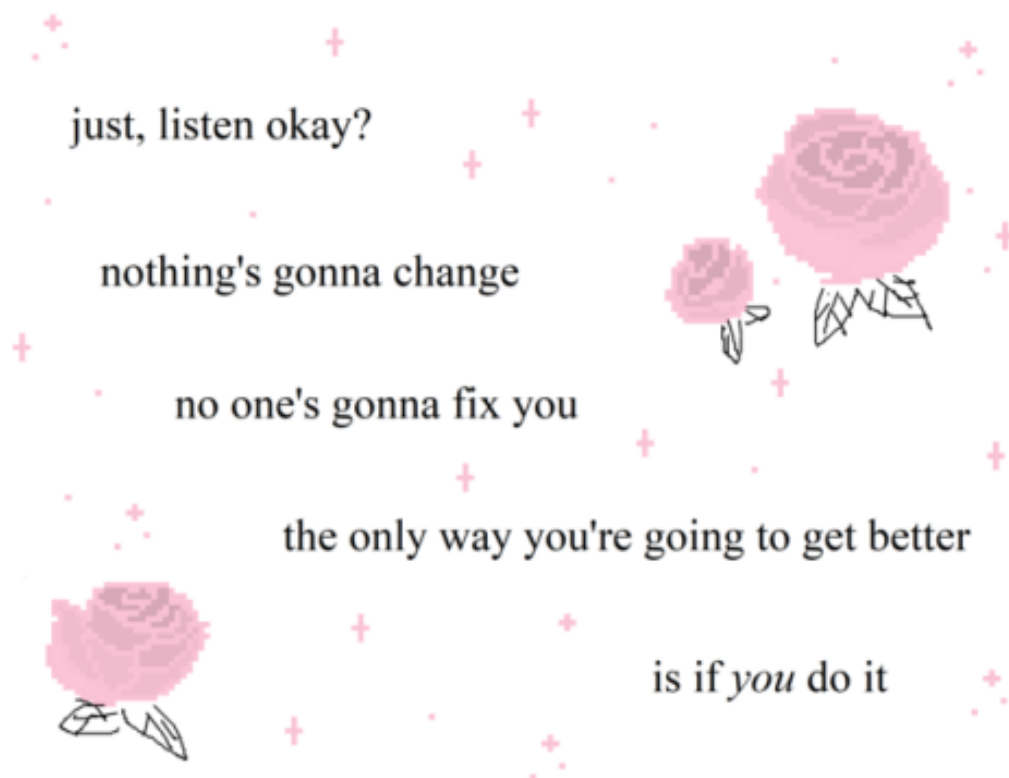 just, listen okay?
nothing's gonna change
no one's gonna fix you
the only way you're going to get better
is if you do it